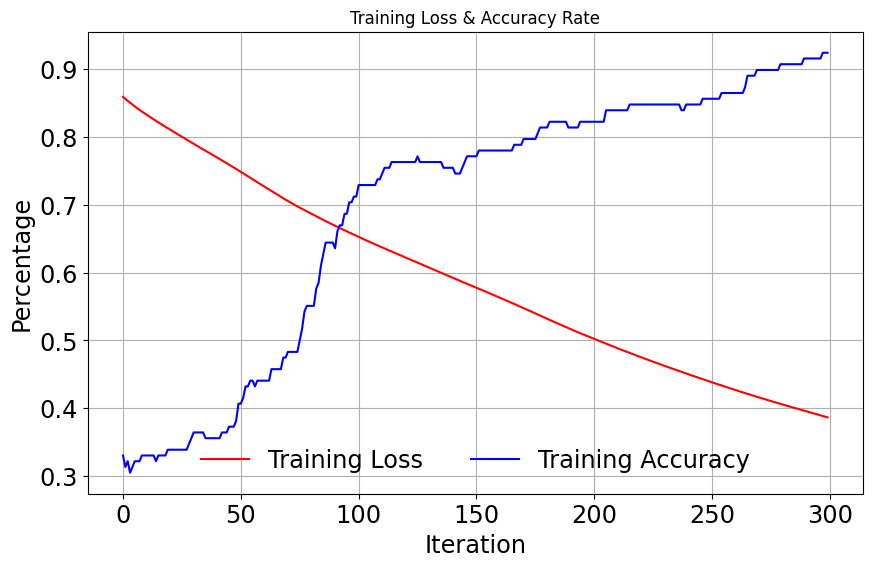 Training Loss & Accuracy Rate
Percentage
0.9
0.8
0.7
0.6
0.5
0.4
0.3
Training Loss Training Accuracy
0 50 100 150 200 250 300
Iteration